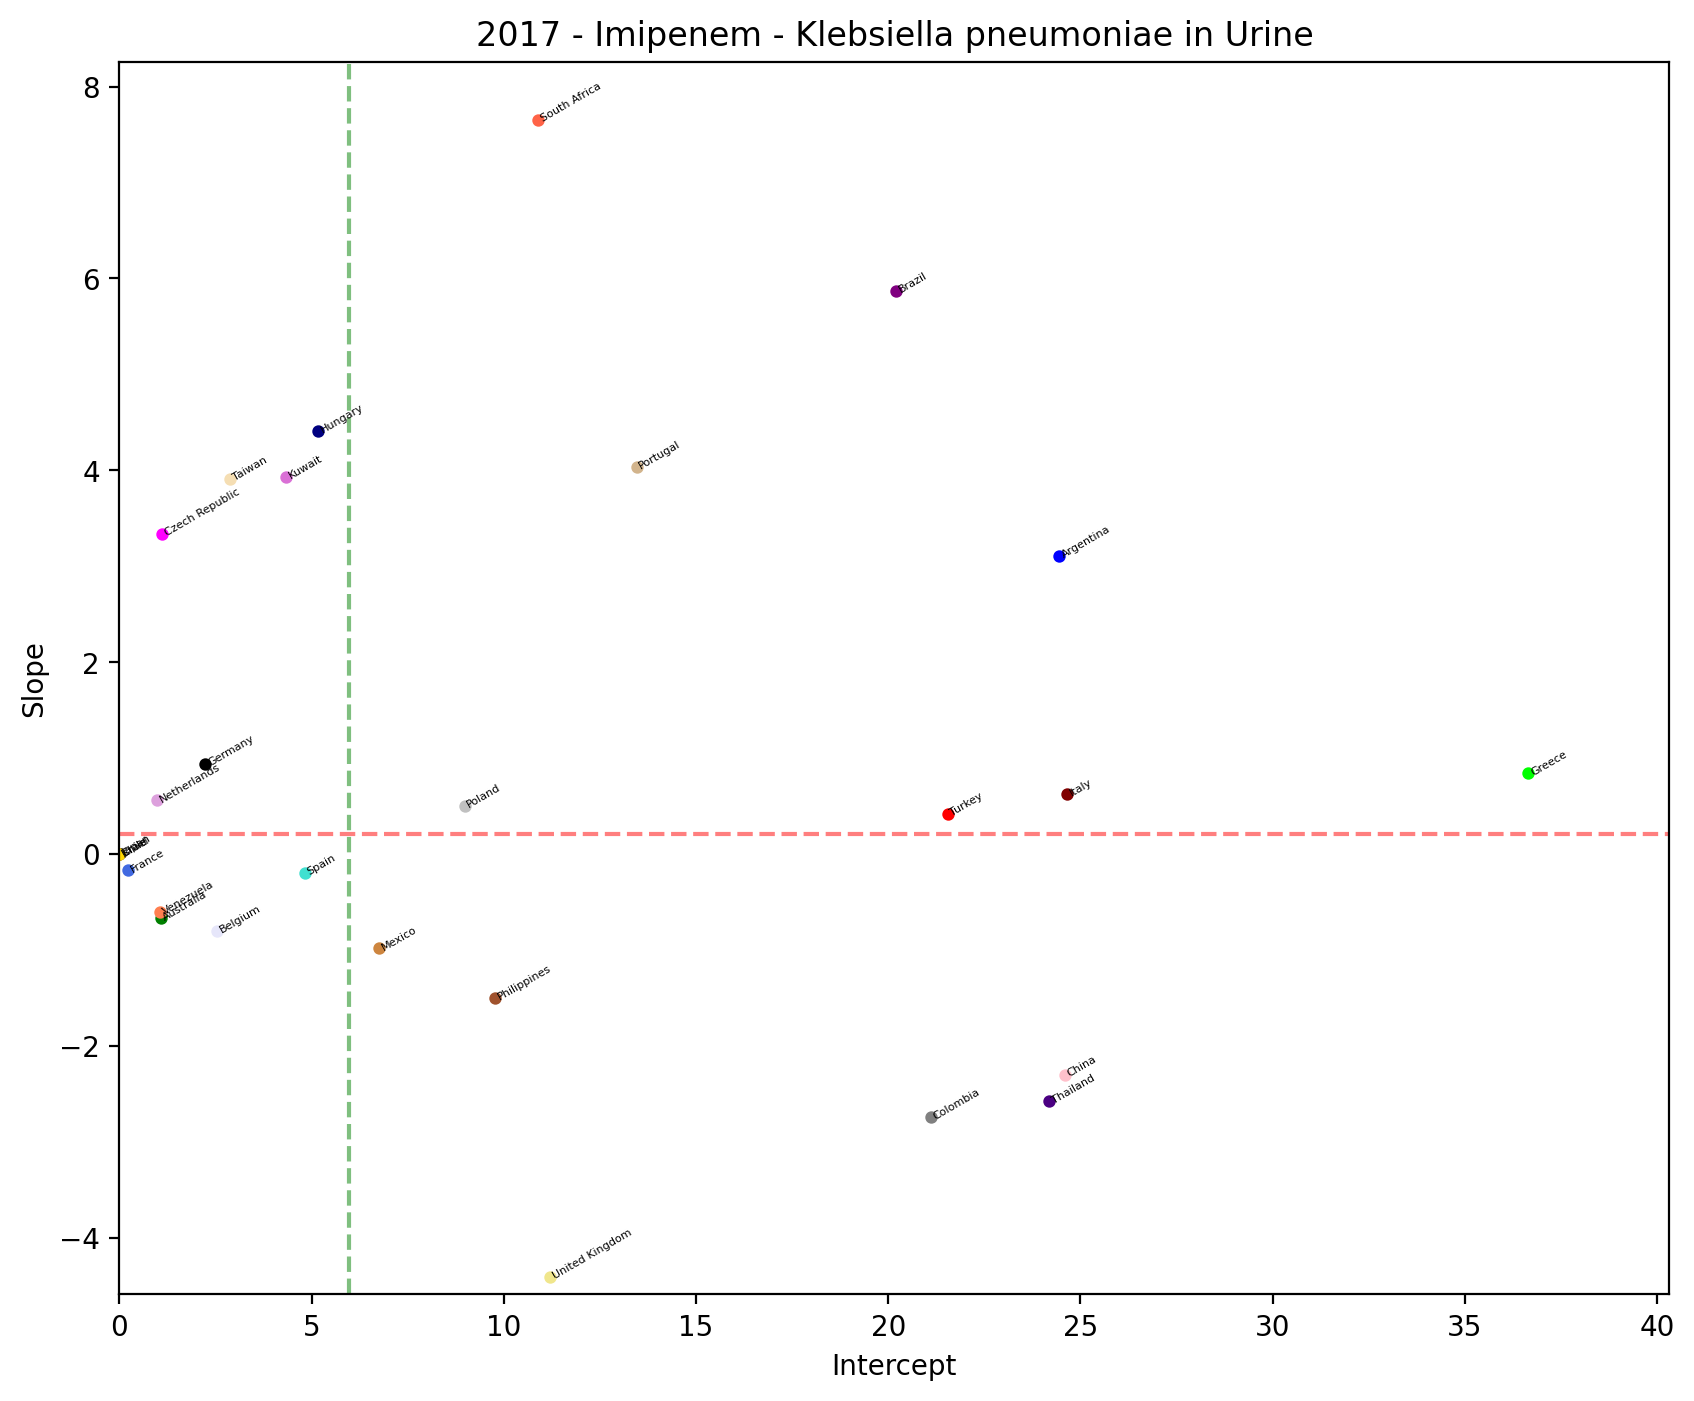 2017 - Imipenem - Klebsiella pneumoniae in Urine
8
South Africa
6
Brazil
Hungary
Portugal
4
Taiwan
Kuwait
Czech Republic
Argentina
Slope
2
Germany
Netherlands
Poland
Turkey
Italy
Greece
0
France
Spain
Venezuela
Australia
Belgium
Mexico
Philippines
−2
China
Thailand
Colombia
−4
United Kingdom
0 5 10 15 20 25 30 35 40
Intercept